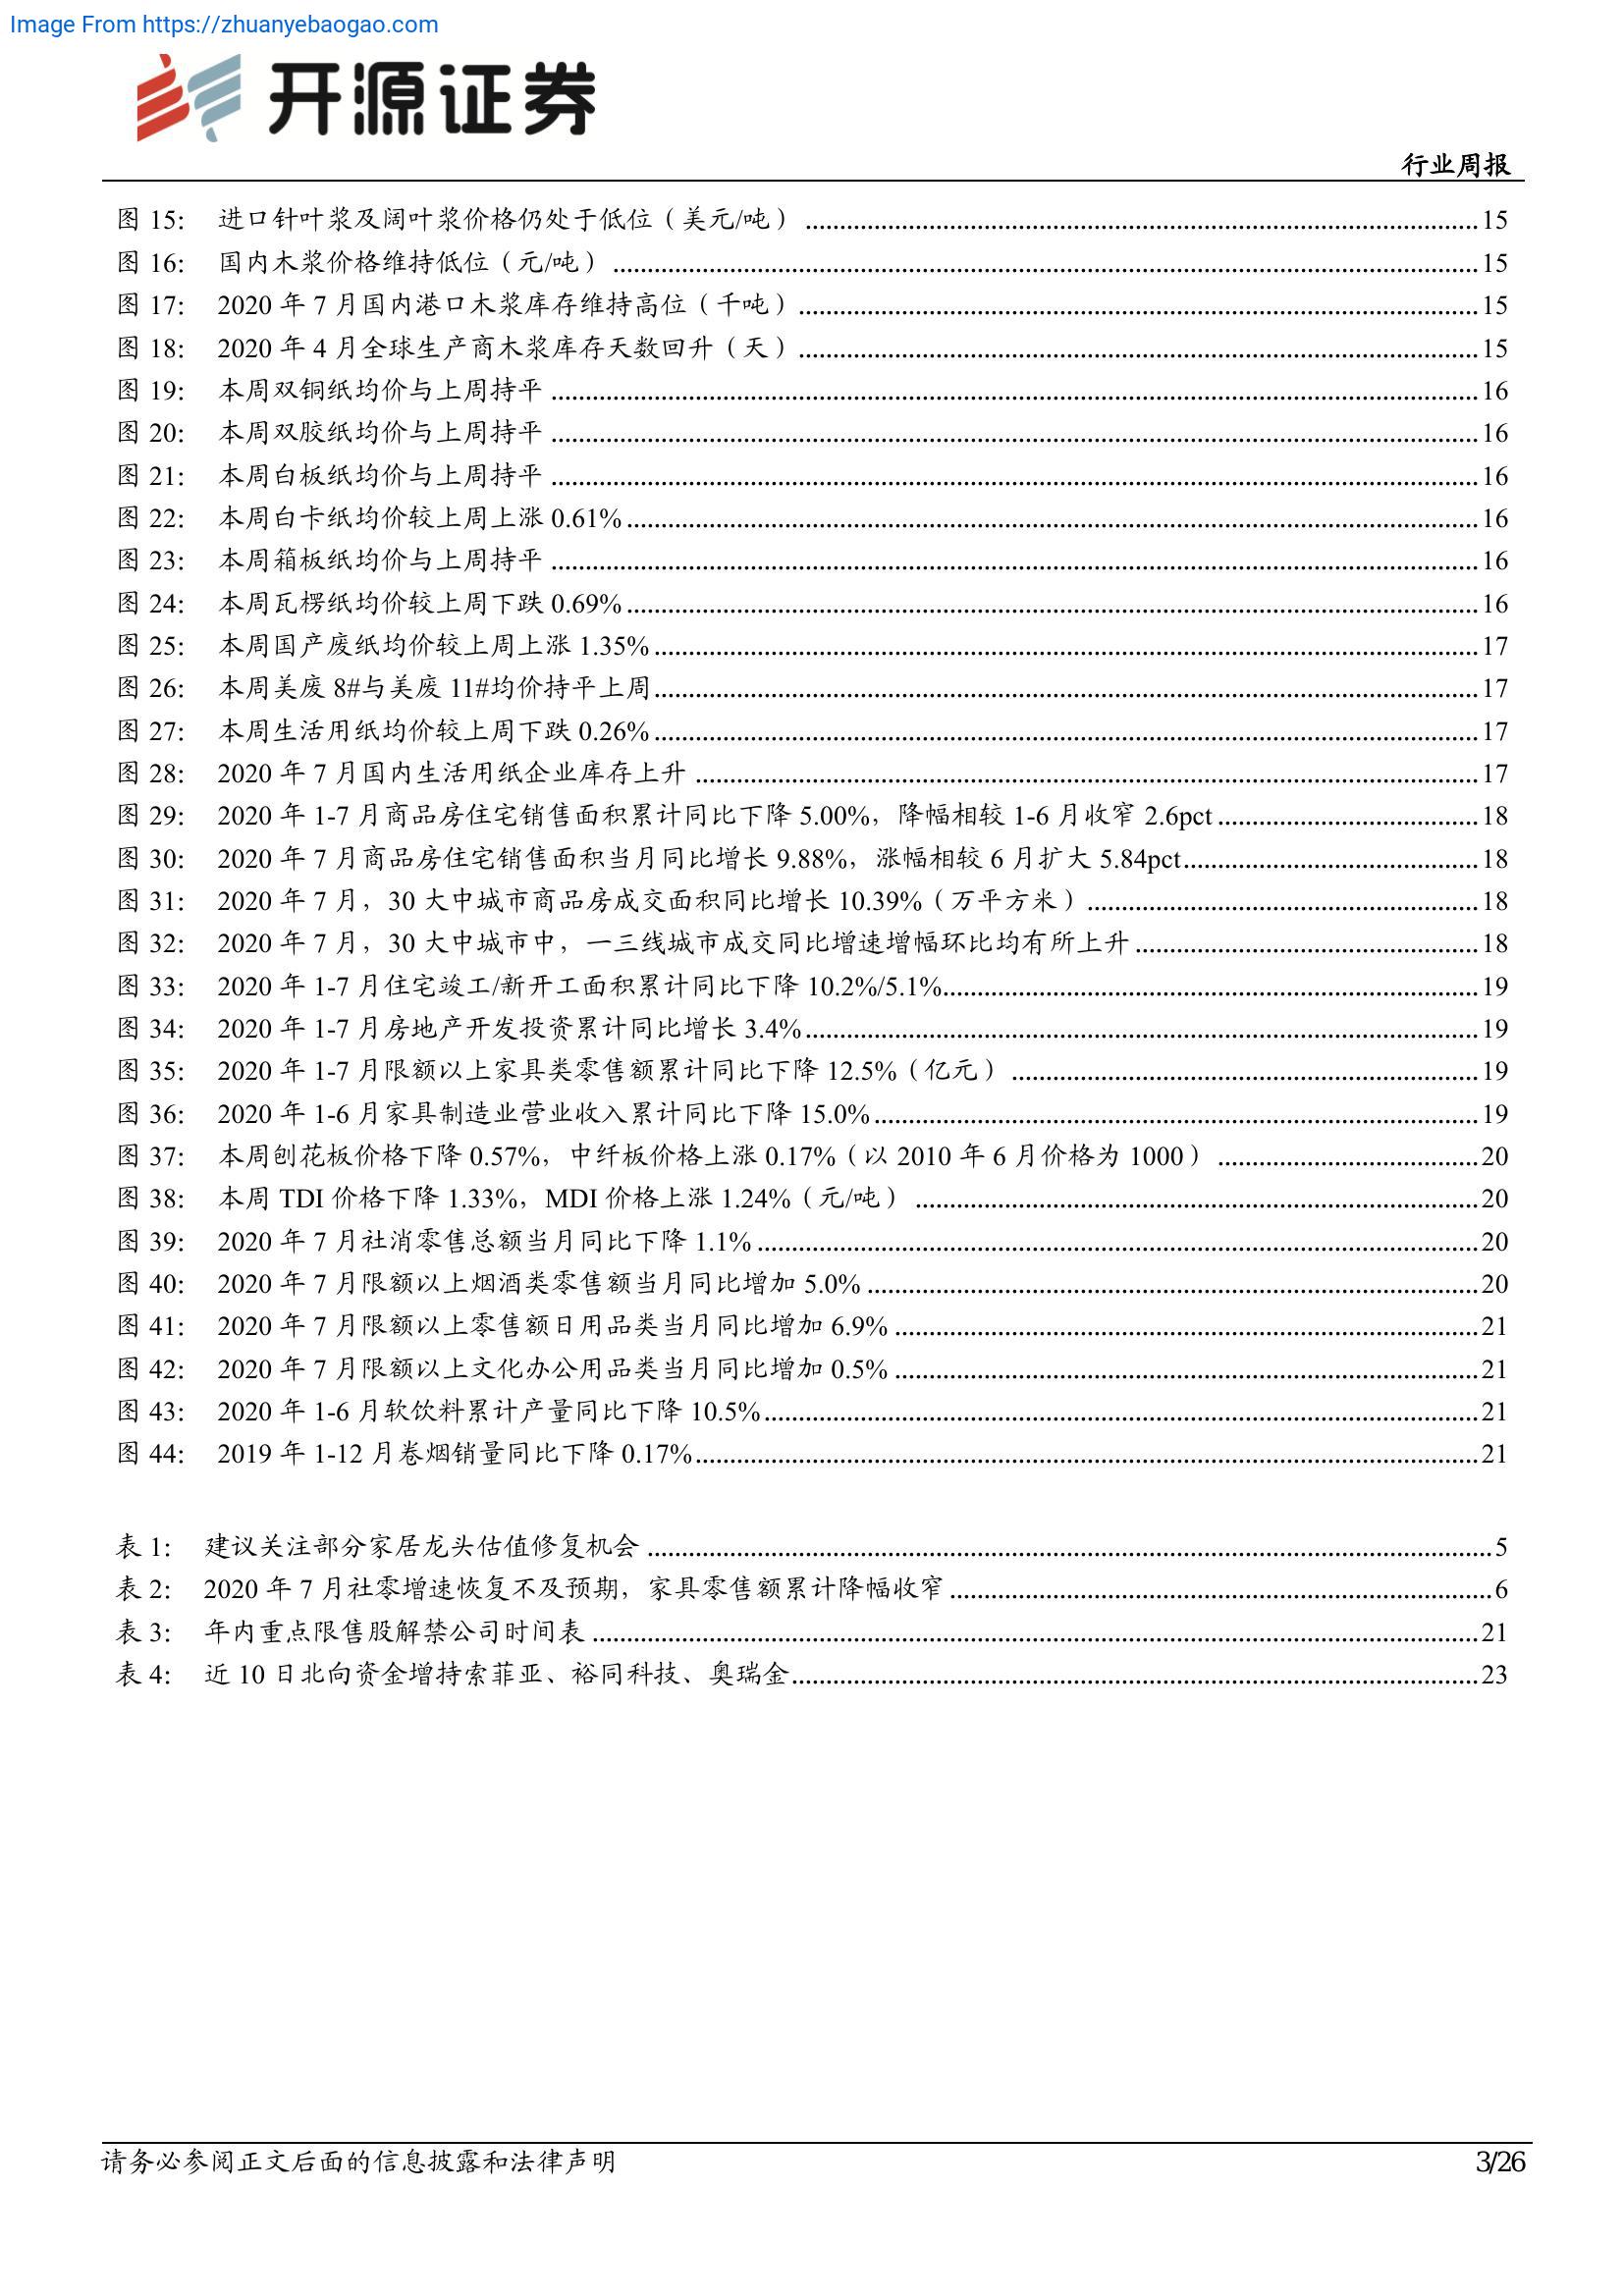 Image From https://zhuanyebaogao.com
开源证券
行业周报
图 15： 进口针叶浆及阔叶浆价格仍处于低位（美元/吨） ........ 15
图 16： 国内木浆价格维持低位（元/吨） ........ 15
图 17： 2020 年 7 月国内港口木浆库存维持高位（千吨） ........ 15
图 18： 2020 年 4 月全球生产商木浆库存天数回升（天） ........ 15
图 19： 本周双铜纸均价与上周持平 ........ 16
图 20： 本周双胶纸均价与上周持平 ........ 16
图 21： 本周白板纸均价与上周持平 ........ 16
图 22： 本周白卡纸均价较上周上涨 0.61% ........ 16
图 23： 本周箱板纸均价与上周持平 ........ 16
图 24： 本周瓦楞纸均价较上周下跌 0.69% ........ 16
图 25： 本周国产废纸均价较上周上涨 1.35% ........ 17
图 26： 本周美废 8#与美废 11#均价持平上周 ........ 17
图 27： 本周生活用纸均价较上周下跌 0.26% ........ 17
图 28： 2020 年 7 月国内生活用纸企业库存上升 ........ 17
图 29： 2020 年 1-7 月商品房住宅销售面积累计同比下降 5.00%，降幅相较 1-6 月收窄 2.6pct ........ 18
图 30： 2020 年 7 月商品房住宅销售面积当月同比增长 9.88%，涨幅相较 6 月扩大 5.84pct ........ 18
图 31： 2020 年 7 月，30 大中城市商品房成交面积同比增长 10.39%（万平方米） ........ 18
图 32： 2020 年 7 月，30 大中城市中，一三线城市成交同比增速增幅环比均有所上升 ........ 18
图 33： 2020 年 1-7 月住宅竣工/新开工面积累计同比下降 10.2%/5.1% ........ 19
图 34： 2020 年 1-7 月房地产开发投资累计同比增长 3.4% ........ 19
图 35： 2020 年 1-7 月限额以上家具类零售额累计同比下降 12.5%（亿元） ........ 19
图 36： 2020 年 1-6 月家具制造业营业收入累计同比下降 15.0% ........ 19
图 37： 本周刨花板价格下降 0.57%，中纤板价格上涨 0.17%（以 2010 年 6 月价格为 1000） ........ 20
图 38： 本周 TDI 价格下降 1.33%，MDI 价格上涨 1.24%（元/吨） ........ 20
图 39： 2020 年 7 月社消零售总额当月同比下降 1.1% ........ 20
图 40： 2020 年 7 月限额以上烟酒类零售额当月同比增加 5.0% ........ 20
图 41： 2020 年 7 月限额以上零售额日用品类当月同比增加 6.9% ........ 21
图 42： 2020 年 7 月限额以上文化办公用品类当月同比增加 0.5% ........ 21
图 43： 2020 年 1-6 月软饮料累计产量同比下降 10.5% ........ 21
图 44： 2019 年 1-12 月卷烟销量同比下降 0.17% ........ 21
表 1： 建议关注部分家居龙头估值修复机会 ........ 5
表 2： 2020 年 7 月社零增速恢复不及预期，家具零售额累计降幅收窄 ........ 6
表 3： 年内重点限售股解禁公司时间表 ........ 21
表 4： 近 10 日北向资金增持索菲亚、裕同科技、奥瑞金 ........ 23
请务必参阅正文后面的信息披露和法律声明
3/26